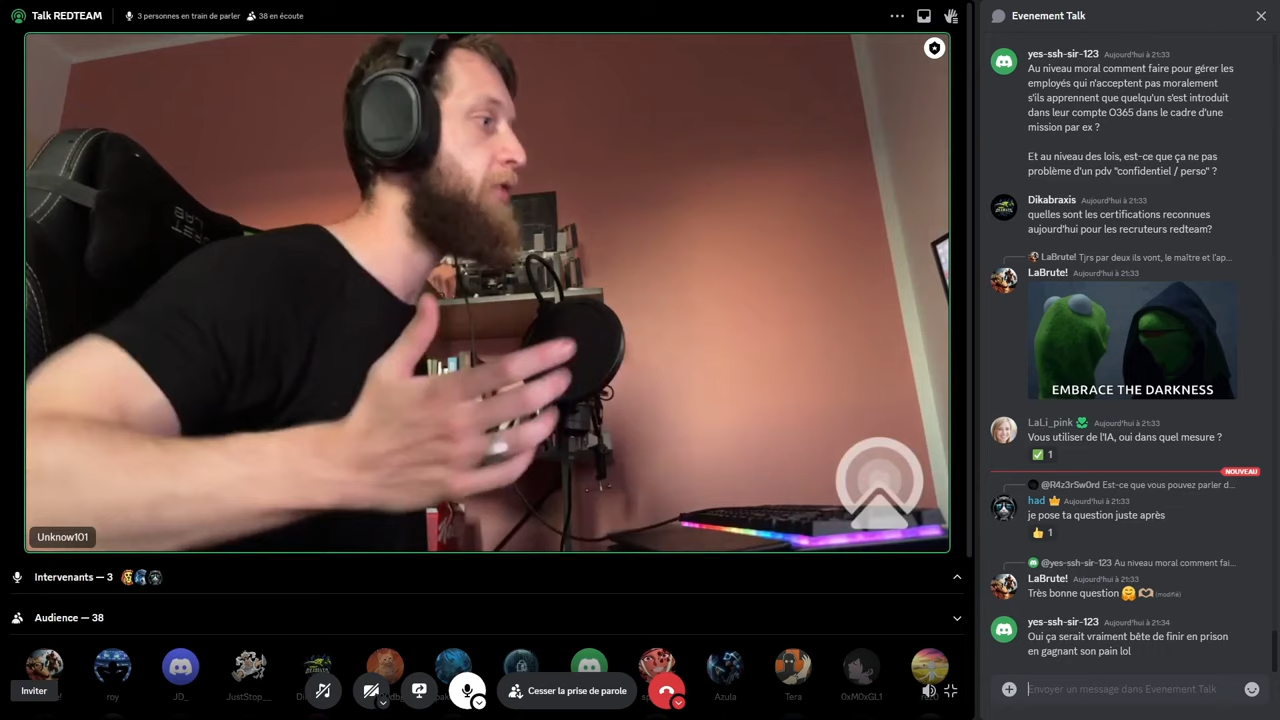 Talk REDTEAM
3 personnes en train de parler
38 en écoute
Unknow101
Intervenants — 3
Audience — 38
roy
JD_
JustStop__
Azula
Tera
0xM0xGL1
Inviter
Cesser la prise de parole
Evenement Talk
yes-ssh-sir-123 Aujourd'hui à 21:33
Au niveau moral comment faire pour gérer les
employés qui n'acceptent pas moralement
s'ils apprennent que quelqu'un s'est introduit
dans leur compte O365 dans le cadre d'une
mission par ex ?
Et au niveau des lois, est-ce que ça ne pas
problème d'un pdv "confidentiel / perso" ?
Dikabraxis Aujourd'hui à 21:33
quelles sont les certifications reconnues
aujourd'hui pour les recruteurs redteam?
LaBrute! Tjrs par deux ils vont, le maître et l'ap...
LaBrute! Aujourd'hui à 21:33
EMBRACE THE DARKNESS
LaLi_pink Aujourd'hui à 21:33
Vous utiliser de l'IA, oui dans quel mesure ?
1
NOUVEAU
@R4z3rSw0rd Est-ce que vous pouvez parler d...
had Aujourd'hui à 21:33
je pose ta question juste après
1
@yes-ssh-sir-123 Au niveau moral comment fai...
LaBrute! Aujourd'hui à 21:33
Très bonne question (modifié)
yes-ssh-sir-123 Aujourd'hui à 21:34
Oui ça serait vraiment bête de finir en prison
en gagnant son pain lol
Envoyer un message dans Evenement Talk